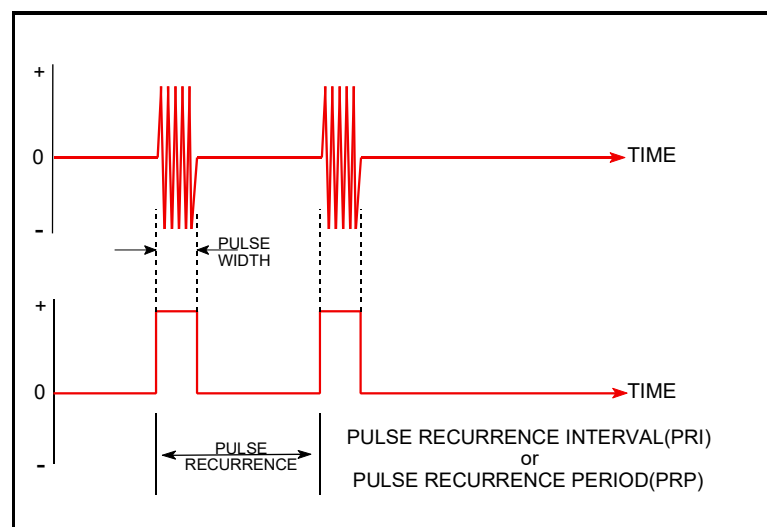 +
0
TIME
-
PULSE
WIDTH
+
0
TIME
-
PULSE
RECURRENCE
PULSE RECURRENCE INTERVAL(PRI)
or
PULSE RECURRENCE PERIOD(PRP)